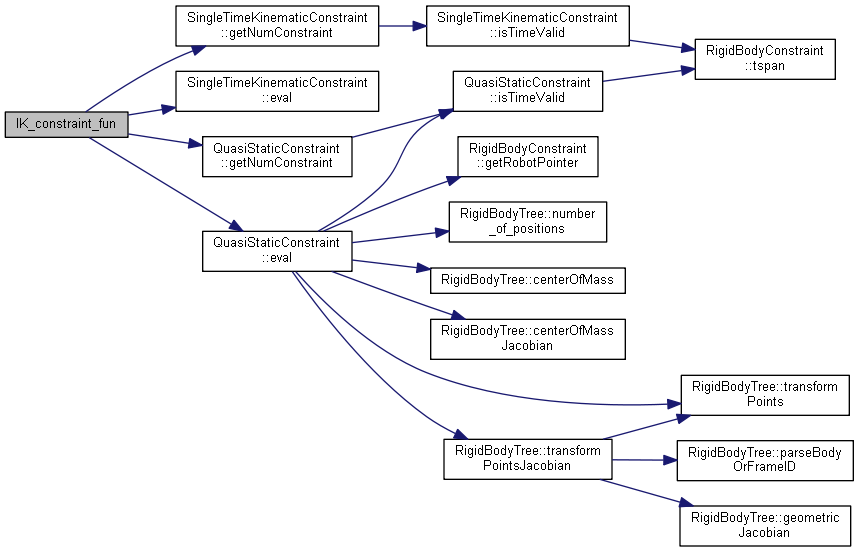 IK_constraint_fun
SingleTimeKinematicConstraint
::getNumConstraint
SingleTimeKinematicConstraint
::eval
QuasiStaticConstraint
::getNumConstraint
QuasiStaticConstraint
::eval
SingleTimeKinematicConstraint
::isTimeValid
QuasiStaticConstraint
::isTimeValid
RigidBodyConstraint
::getRobotPointer
RigidBodyTree::number
_of_positions
RigidBodyTree::centerOfMass
RigidBodyTree::centerOfMass
Jacobian
RigidBodyTree::transform
PointsJacobian
RigidBodyConstraint
::tspan
RigidBodyTree::transform
Points
RigidBodyTree::parseBody
OrFrameID
RigidBodyTree::geometric
Jacobian